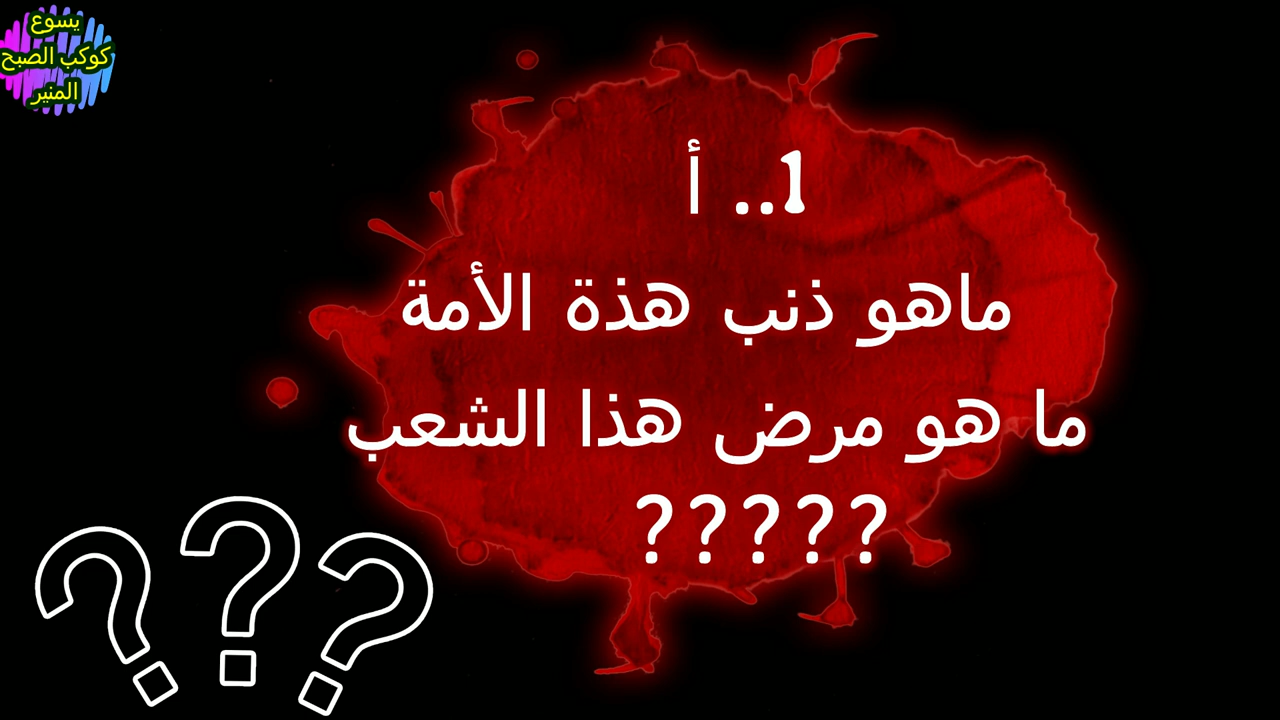 يسوع
كوكب الصبح
المنير
1.. أ
ماهو ذنب هذة الأمة
ما هو مرض هذا الشعب
?????
???